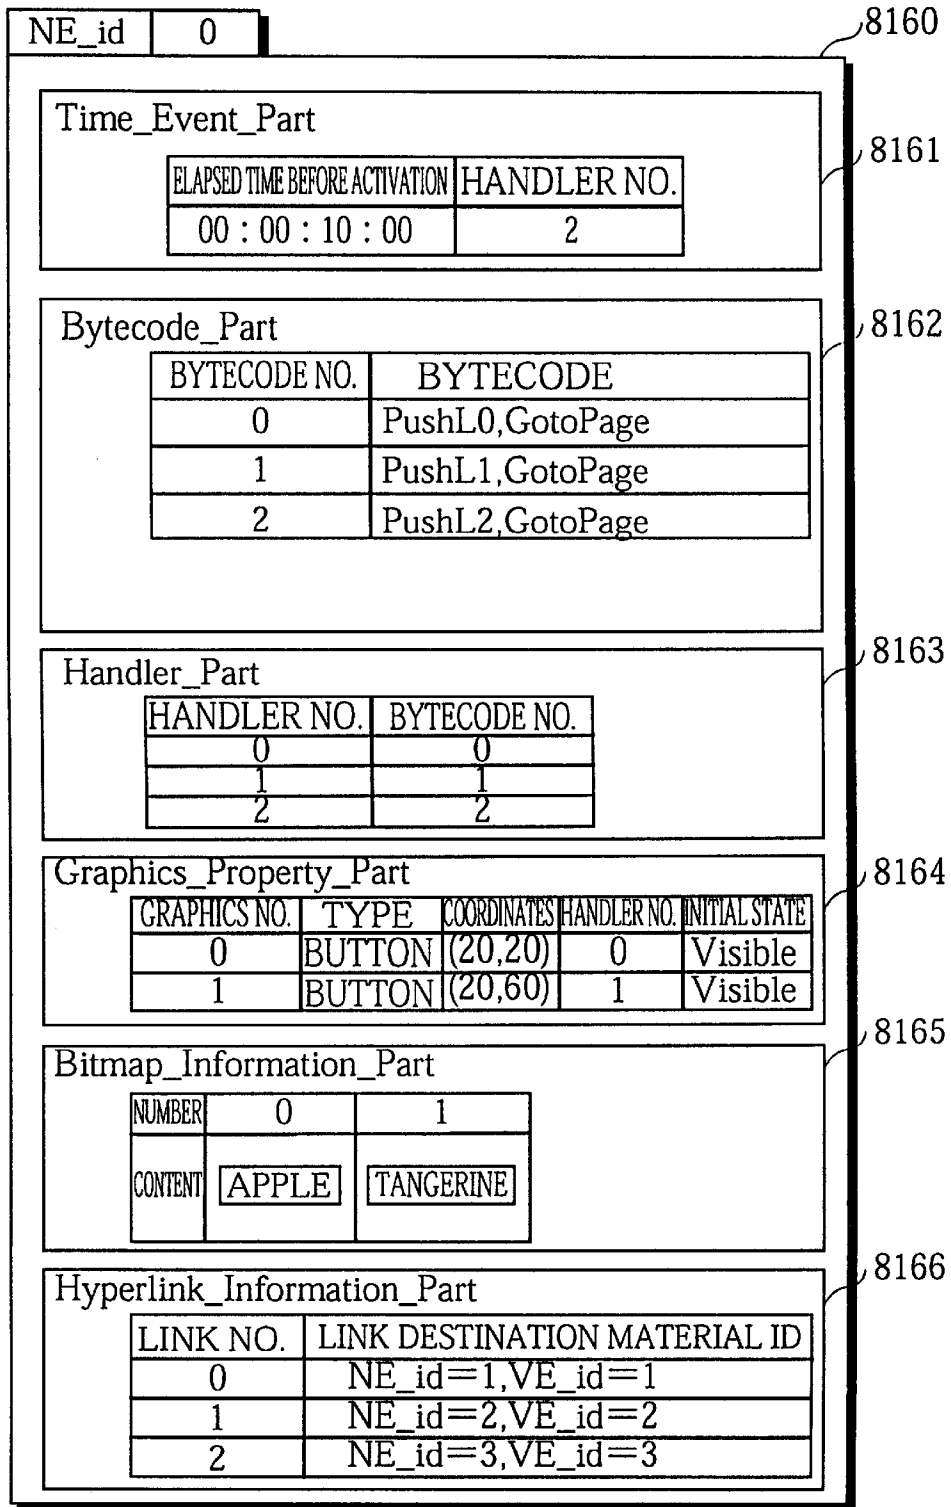 NE_id 0
8160
Time_Event_Part
8161
ELAPSED TIME BEFORE ACTIVATION HANDLER NO.
00 : 00 : 10 : 00 2
Bytecode_Part
8162
BYTECODE NO. BYTECODE
0 PushL0,GotoPage
1 PushL1,GotoPage
2 PushL2,GotoPage
Handler_Part
8163
HANDLER NO. BYTECODE NO.
0 0
1 1
2 2
Graphics_Property_Part
8164
GRAPHICS NO. TYPE COORDINATES HANDLER NO. INITIAL STATE
0 BUTTON (20,20) 0 Visible
1 BUTTON (20,60) 1 Visible
Bitmap_Information_Part
8165
NUMBER 0 1
CONTENT APPLE TANGERINE
Hyperlink_Information_Part
8166
LINK NO. LINK DESTINATION MATERIAL ID
0 NE_id=1,VE_id=1
1 NE_id=2,VE_id=2
2 NE_id=3,VE_id=3